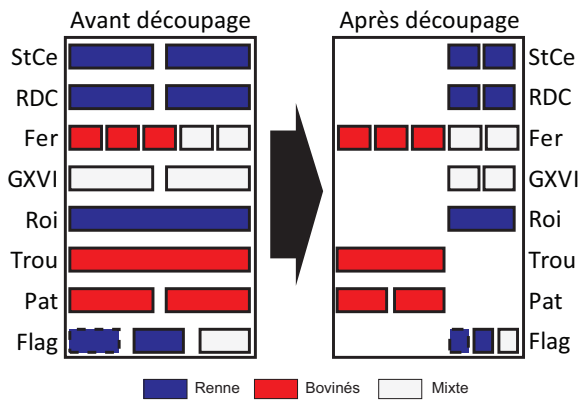 Avant découpage Après découpage
StCe StCe
RDC RDC
Fer Fer
GXVI GXVI
Roi Roi
Trou Trou
Pat Pat
Flag Flag
Renne Bovinés Mixte